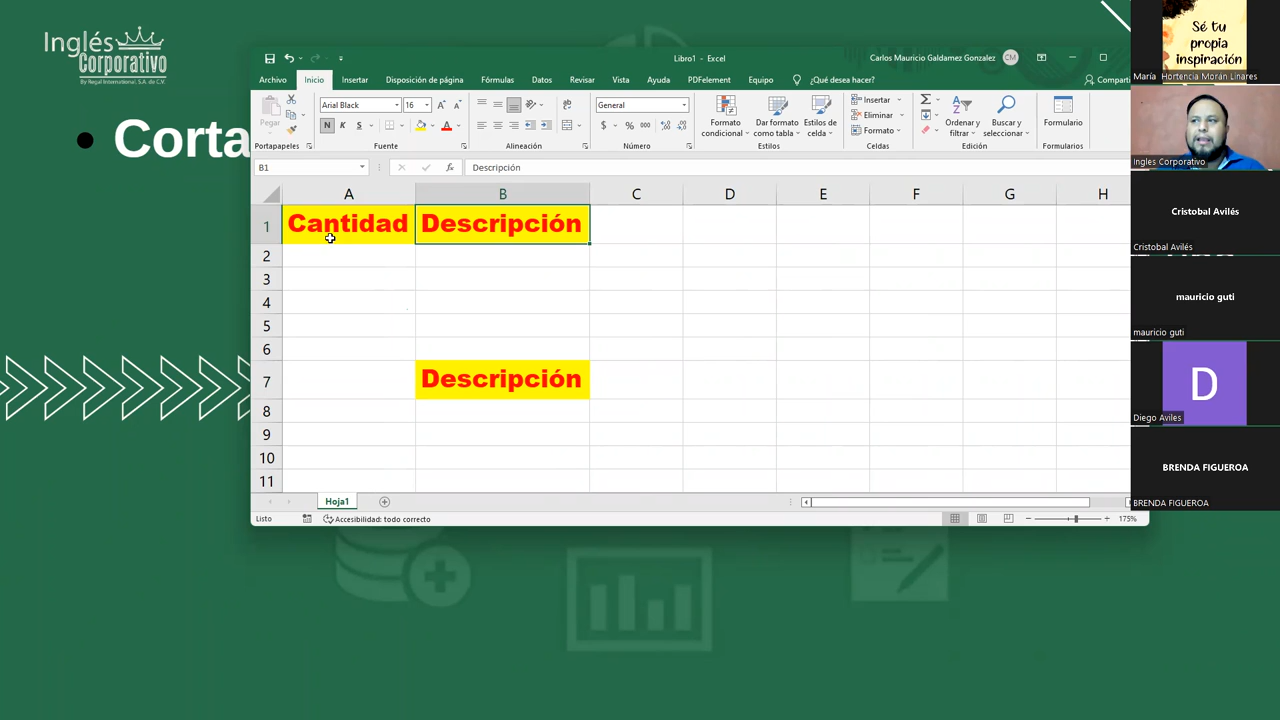 Inglés
Corporativo
By Regal International, S.A. de C.V.
• Corta
Libro1 - Excel
Carlos Mauricio Galdamez Gonzalez
CM
Archivo Inicio Insertar Disposición de página Fórmulas Datos Revisar Vista Ayuda PDFelement Equipo ¿Qué desea hacer? Comparti
Pegar
Arial Black 16
N K S
General
$ % 000
Formato condicional
Dar formato como tabla
Estilos de celda
Insertar
Eliminar
Formato
Ordenar y filtrar
Buscar y seleccionar
Formulario
Portapapeles Fuente Alineación Número Estilos Celdas Edición Formulario
B1 fx Descripción
A B C D E F G H
1 Cantidad Descripción
2
3
4
5
6
7 Descripción
8
9
10
11
Hoja1
Listo Accesibilidad: todo correcto 175%
Sé tu
propia
inspiración
María Hortencia Morán Linares
Ingles Corporativo
Cristobal Avilés
Cristobal Avilés
mauricio guti
mauricio guti
D
Diego Aviles
BRENDA FIGUEROA
BRENDA FIGUEROA